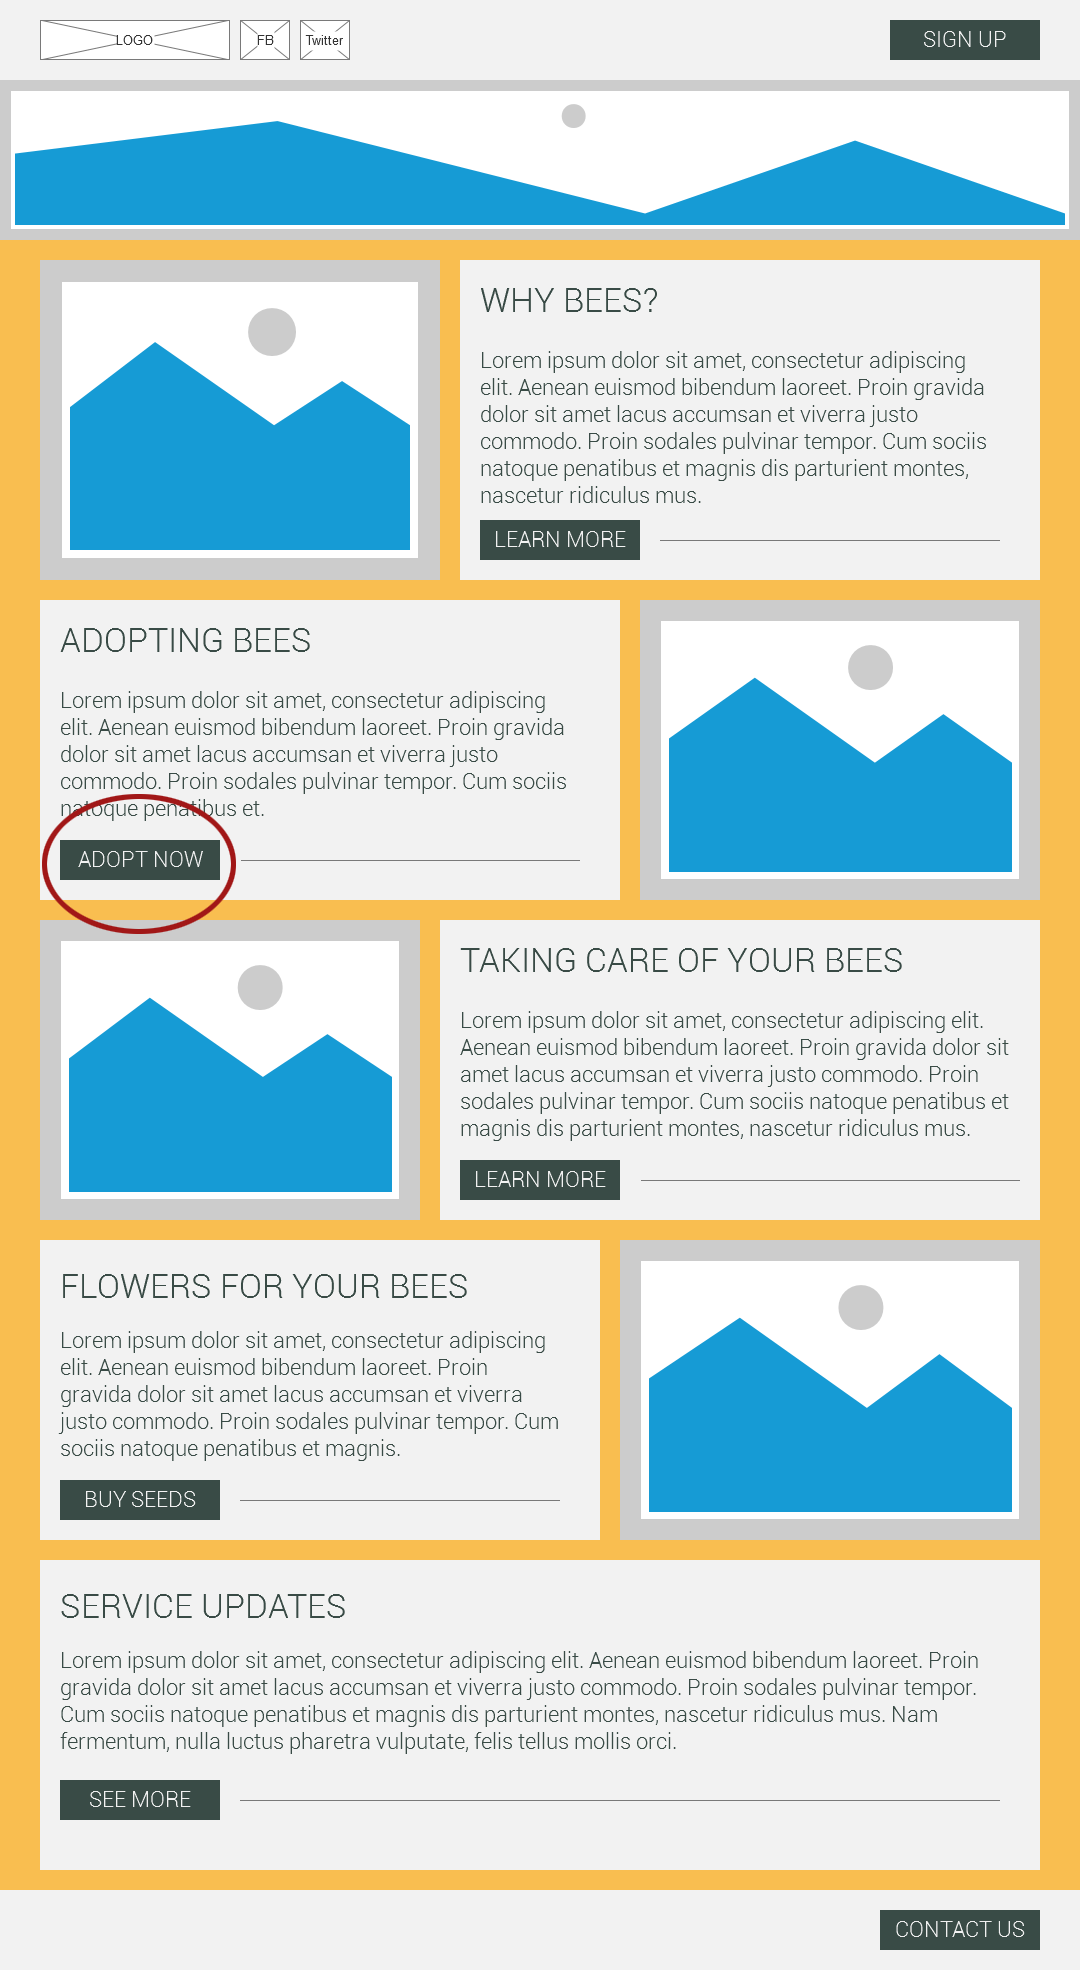 LOGO
FB
Twitter
SIGN UP
WHY BEES?
Lorem ipsum dolor sit amet, consectetur adipiscing
elit. Aenean euismod bibendum laoreet. Proin gravida
dolor sit amet lacus accumsan et viverra justo
commodo. Proin sodales pulvinar tempor. Cum sociis
natoque penatibus et magnis dis parturient montes,
nascetur ridiculus mus.
LEARN MORE
ADOPTING BEES
Lorem ipsum dolor sit amet, consectetur adipiscing
elit. Aenean euismod bibendum laoreet. Proin gravida
dolor sit amet lacus accumsan et viverra justo
commodo. Proin sodales pulvinar tempor. Cum sociis
natoque penatibus et.
ADOPT NOW
TAKING CARE OF YOUR BEES
Lorem ipsum dolor sit amet, consectetur adipiscing elit.
Aenean euismod bibendum laoreet. Proin gravida dolor sit
amet lacus accumsan et viverra justo commodo. Proin
sodales pulvinar tempor. Cum sociis natoque penatibus et
magnis dis parturient montes, nascetur ridiculus mus.
LEARN MORE
FLOWERS FOR YOUR BEES
Lorem ipsum dolor sit amet, consectetur adipiscing
elit. Aenean euismod bibendum laoreet. Proin
gravida dolor sit amet lacus accumsan et viverra
justo commodo. Proin sodales pulvinar tempor. Cum
sociis natoque penatibus et magnis.
BUY SEEDS
SERVICE UPDATES
Lorem ipsum dolor sit amet, consectetur adipiscing elit. Aenean euismod bibendum laoreet. Proin
gravida dolor sit amet lacus accumsan et viverra justo commodo. Proin sodales pulvinar tempor.
Cum sociis natoque penatibus et magnis dis parturient montes, nascetur ridiculus mus. Nam
fermentum, nulla luctus pharetra vulputate, felis tellus mollis orci.
SEE MORE
CONTACT US